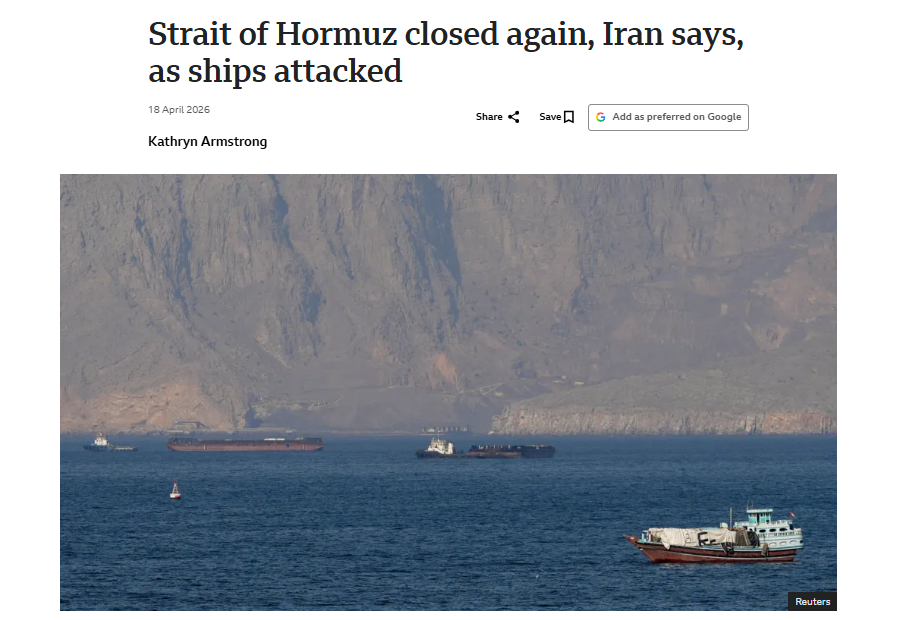 Strait of Hormuz closed again, Iran says,
as ships attacked
18 April 2026
Share
Save
Add as preferred on Google
Kathryn Armstrong
Reuters